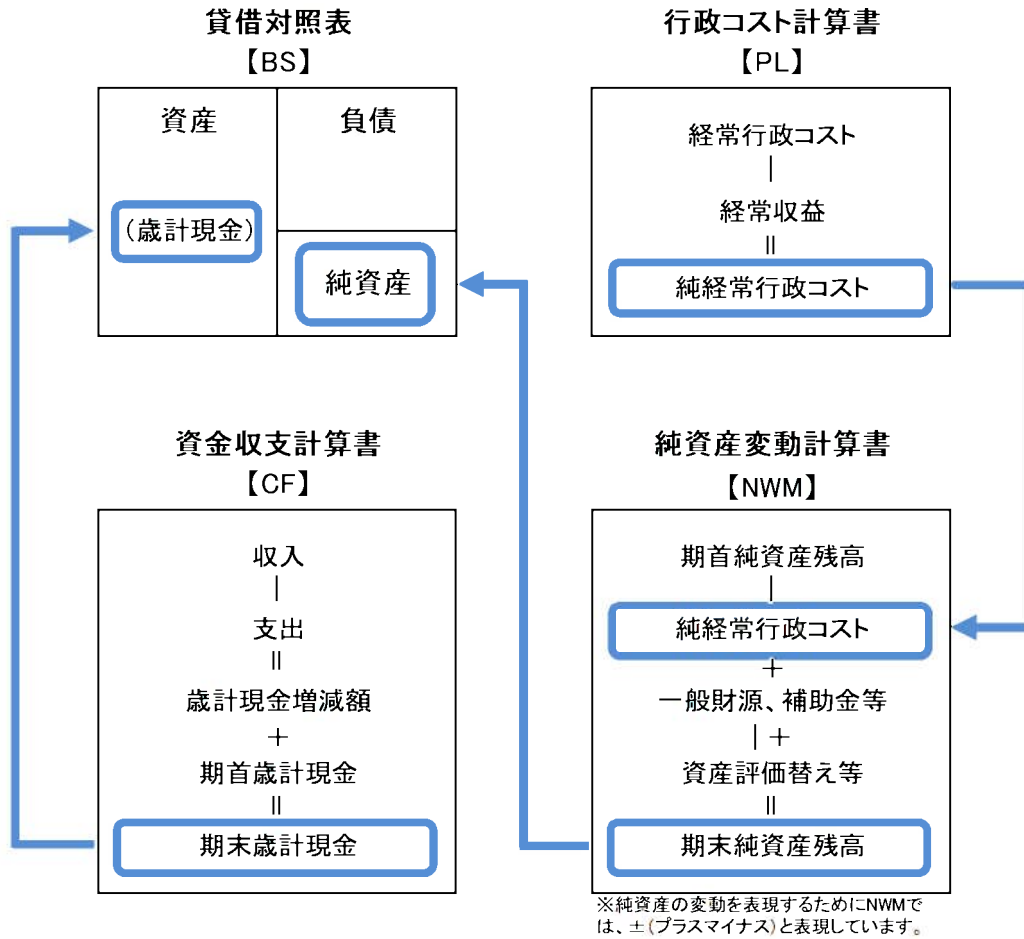 貸借対照表
【BS】
資産
負債
(歳計現金)
純資産
行政コスト計算書
【PL】
経常行政コスト
|
経常収益
||
純経常行政コスト
資金収支計算書
【CF】
収入
|
支出
||
歳計現金増減額
+
期首歳計現金
||
期末歳計現金
純資産変動計算書
【NWM】
期首純資産残高
|
純経常行政コスト
+
一般財源、補助金等
|+
資産評価替え等
||
期末純資産残高
※純資産の変動を表現するためにNWMで
は、±(プラスマイナス)と表現しています。